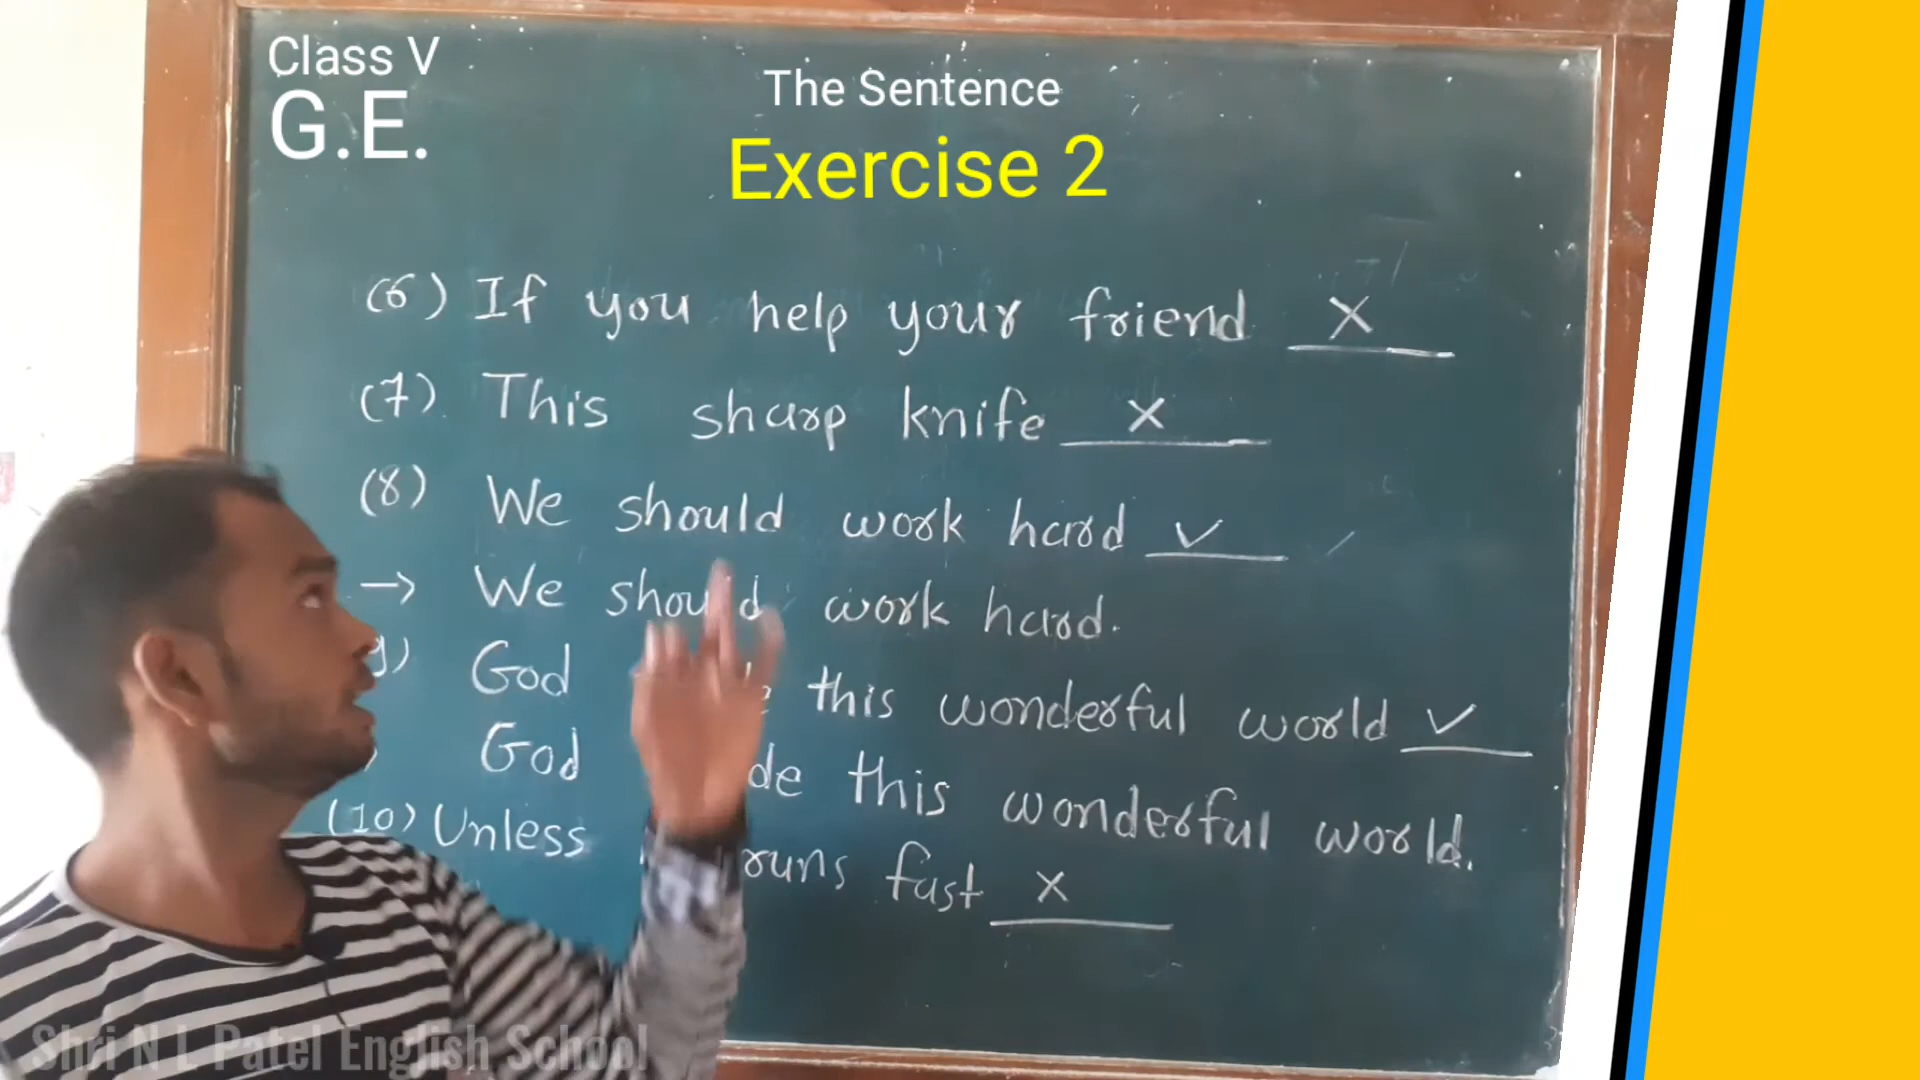 Class V
G.E.
The Sentence
Exercise 2
(6) If you help your friend X
(7) This sharp knife X
(8) We should work hard ✓
→ We should work hard.
God this wonderful world ✓
God this wonderful world.
(10) Unless runs fast X
Shri N L Patel English School